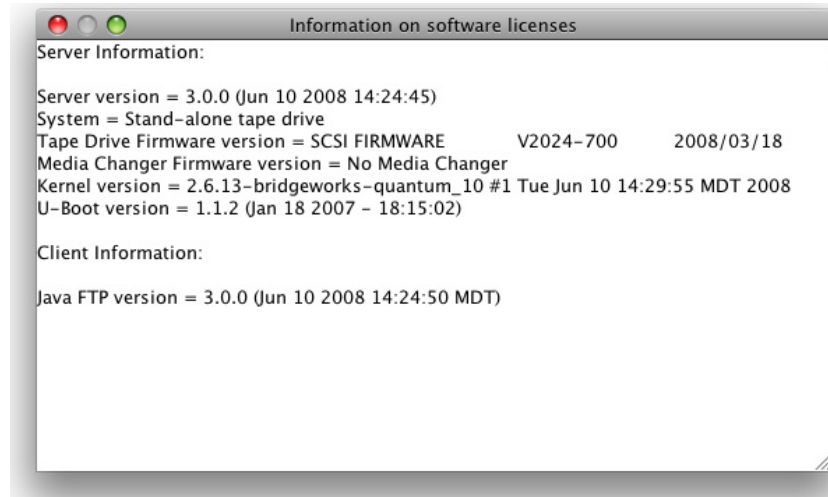 Information on software licenses
Server Information:
Server version = 3.0.0 (Jun 10 2008 14:24:45)
System = Stand-alone tape drive
Tape Drive Firmware version = SCSI FIRMWARE V2024-700 2008/03/18
Media Changer Firmware version = No Media Changer
Kernel version = 2.6.13-bridgeworks-quantum_10 #1 Tue Jun 10 14:29:55 MDT 2008
U-Boot version = 1.1.2 (Jan 18 2007 - 18:15:02)
Client Information:
Java FTP version = 3.0.0 (Jun 10 2008 14:24:50 MDT)